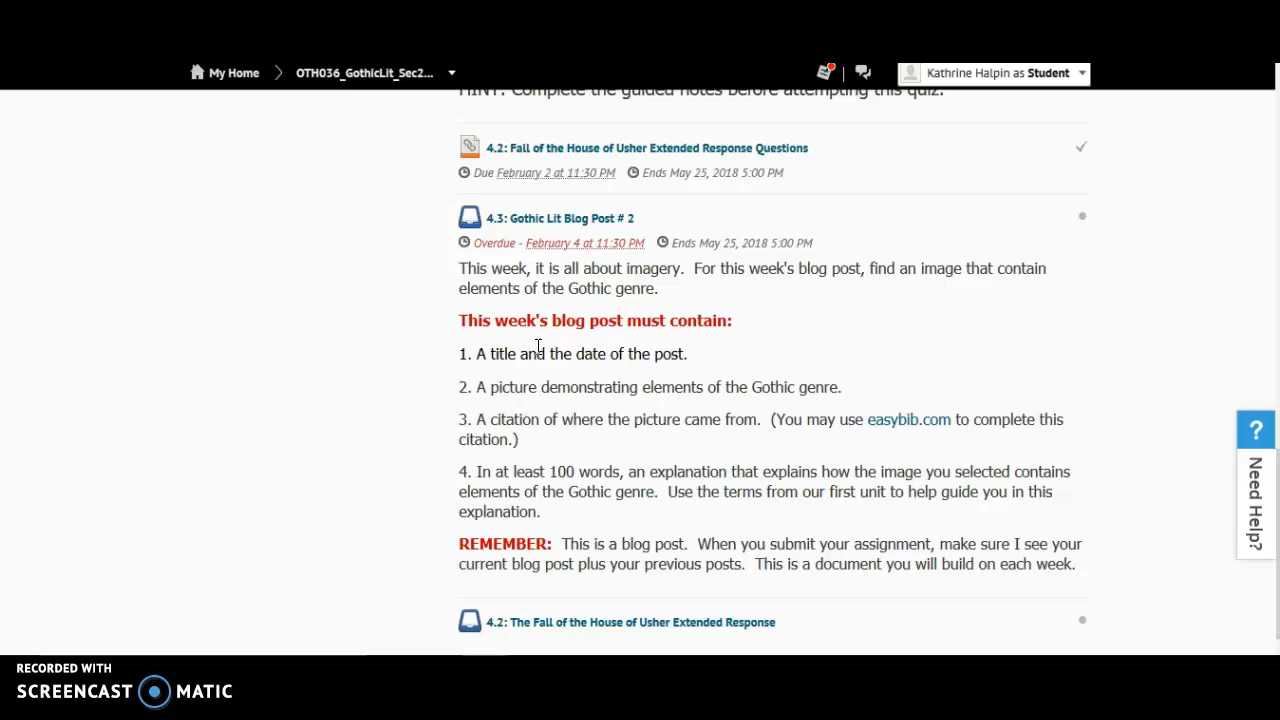 My Home
OTH036_GothicLit_Sec2...
Kathrine Halpin as Student
HINT: Complete the guided notes before attempting this quiz.
4.2: Fall of the House of Usher Extended Response Questions
Due February 2 at 11:30 PM Ends May 25, 2018 5:00 PM
4.3: Gothic Lit Blog Post # 2
Overdue - February 4 at 11:30 PM Ends May 25, 2018 5:00 PM
This week, it is all about imagery. For this week's blog post, find an image that contain
elements of the Gothic genre.
This week's blog post must contain:
1. A title and the date of the post.
2. A picture demonstrating elements of the Gothic genre.
3. A citation of where the picture came from. (You may use easybib.com to complete this
citation.)
4. In at least 100 words, an explanation that explains how the image you selected contains
elements of the Gothic genre. Use the terms from our first unit to help guide you in this
explanation.
REMEMBER: This is a blog post. When you submit your assignment, make sure I see your
current blog post plus your previous posts. This is a document you will build on each week.
4.2: The Fall of the House of Usher Extended Response
? Need Help?
RECORDED WITH
SCREENCAST MATIC